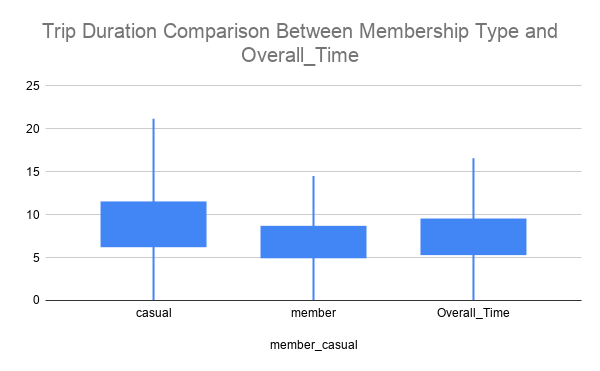 Trip Duration Comparison Between Membership Type and
Overall_Time
25
20
15
10
5
0
casual member Overall_Time
member_casual